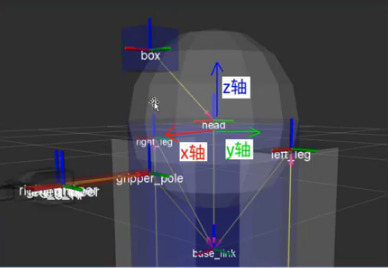 box
z轴
head
right_leg
x轴
y轴
left_leg
gripper_pole
base_link